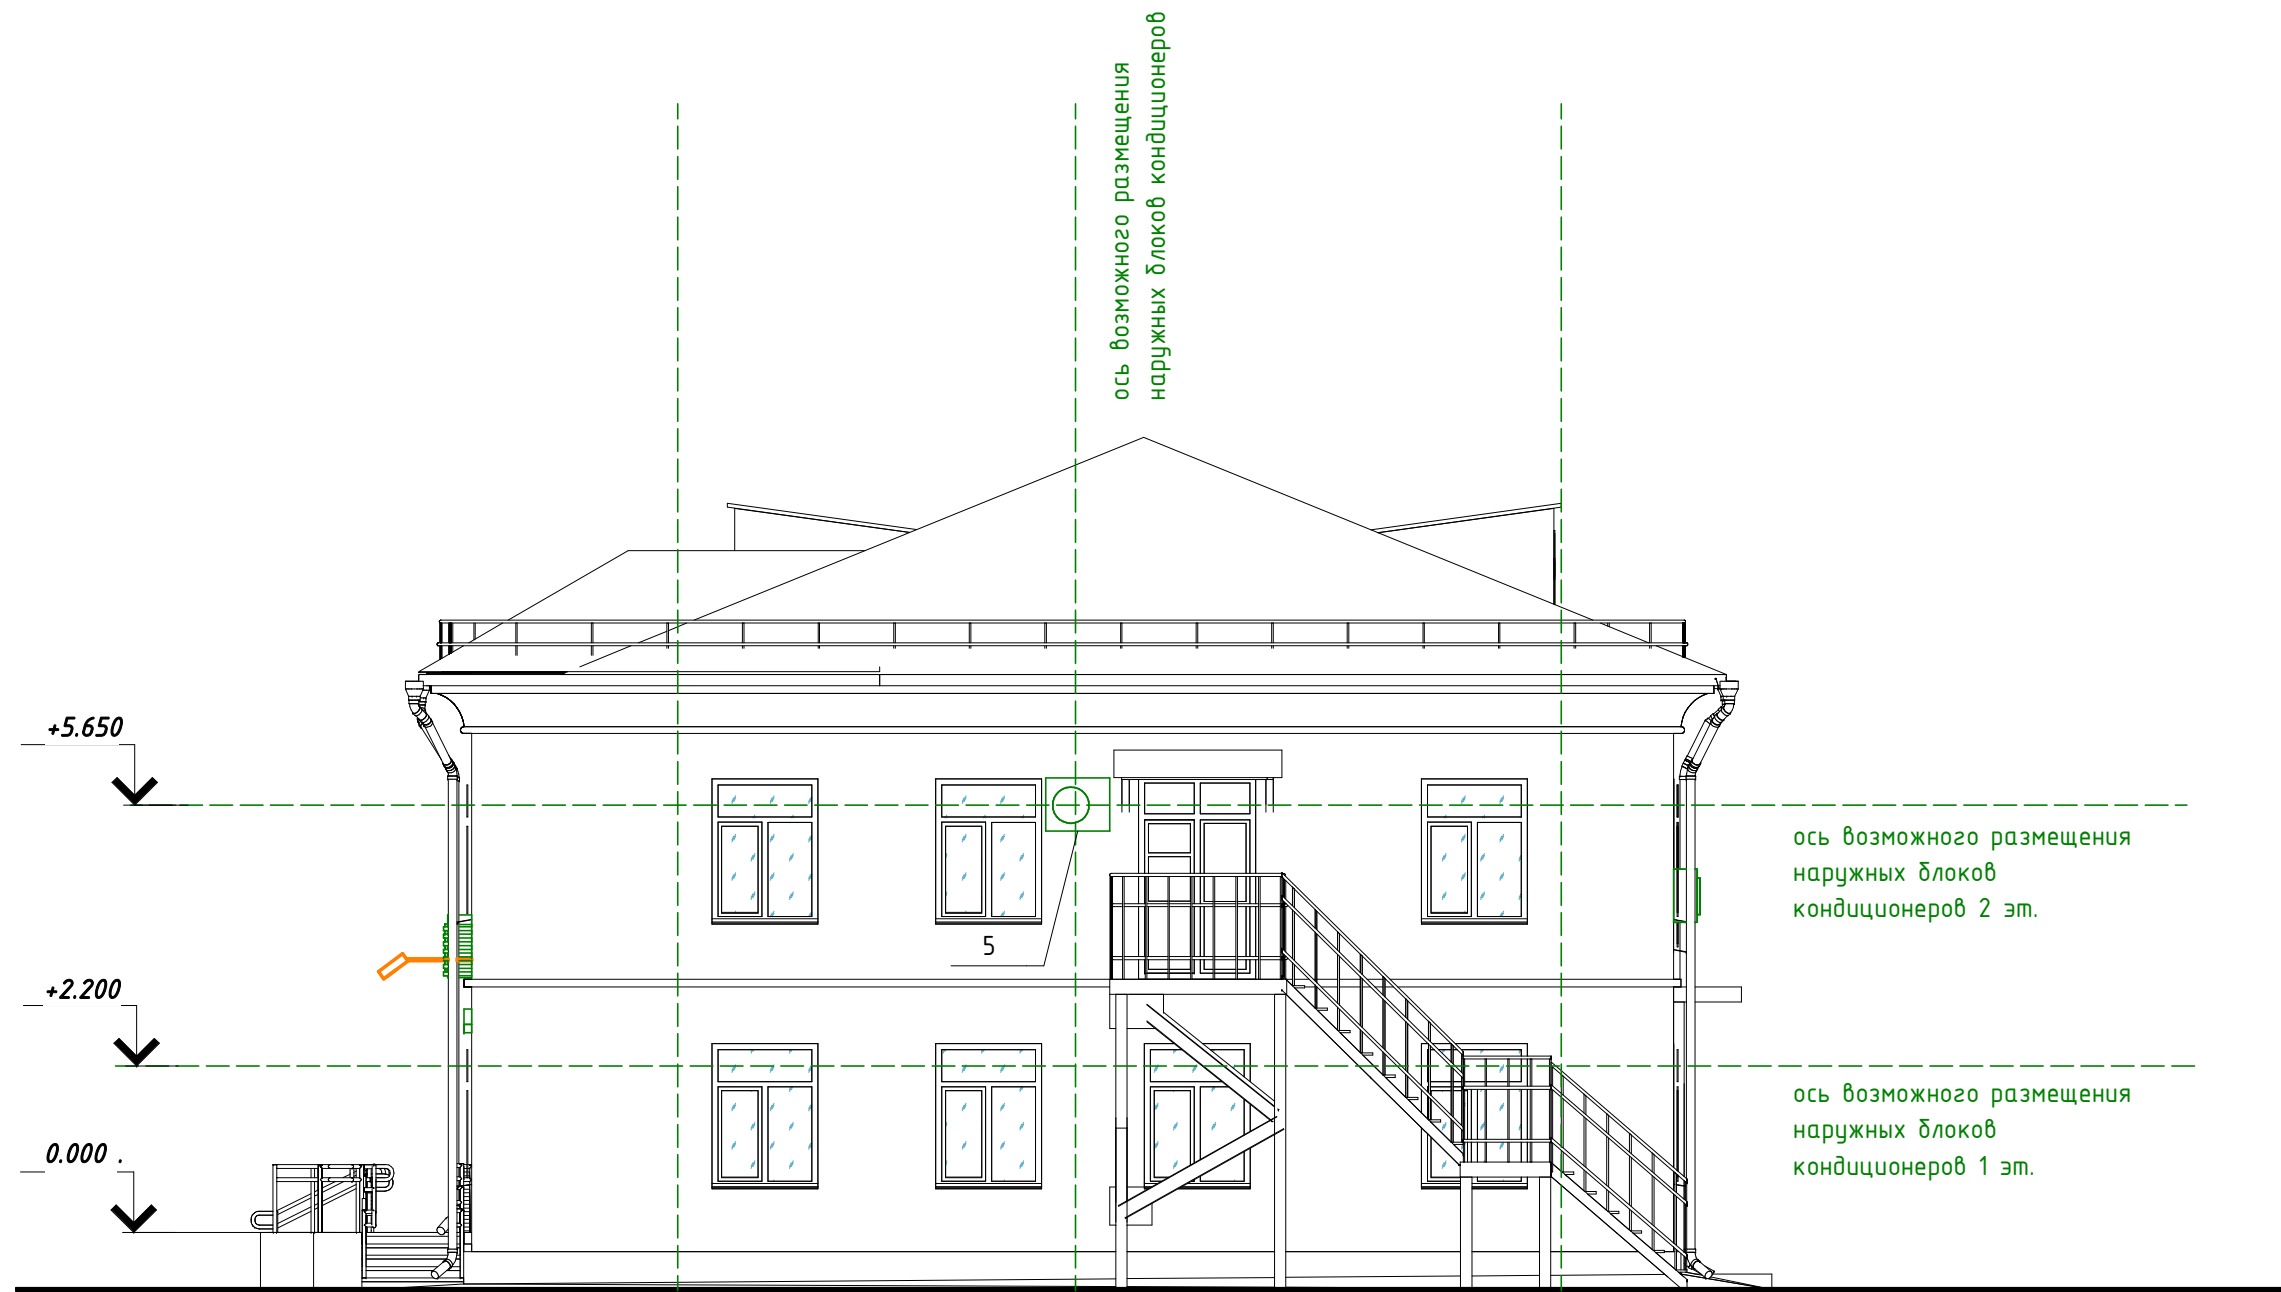 ось возможного размещения
наружных блоков кондиционеров
+5.650
ось возможного размещения
наружных блоков
кондиционеров 2 эт.
5
+2.200
ось возможного размещения
наружных блоков
кондиционеров 1 эт.
0.000 .